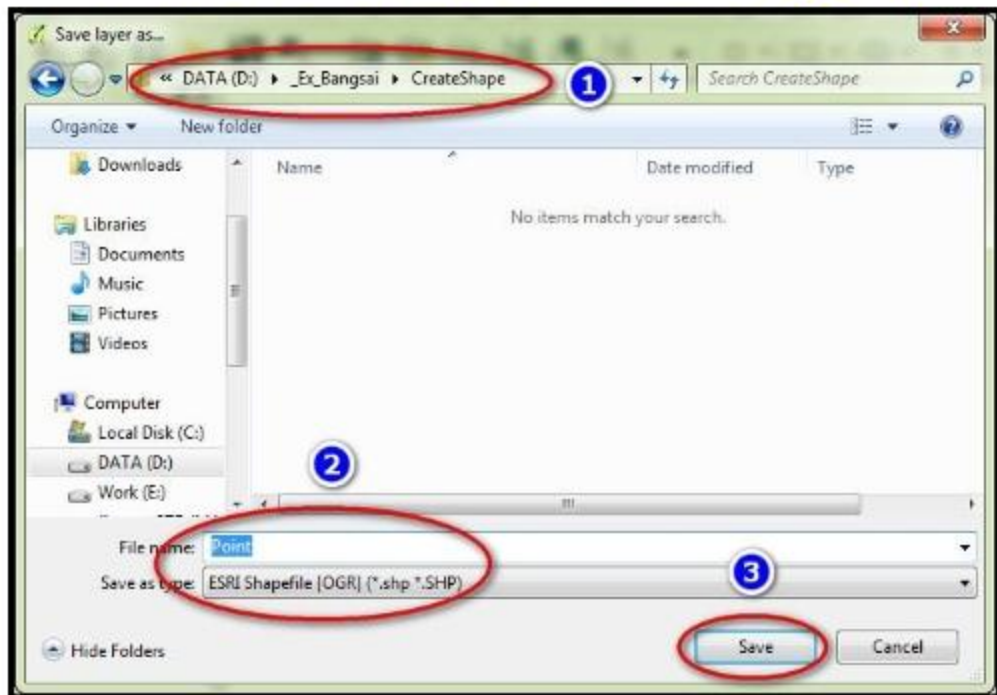 Save layer as...
« DATA (D:) ▸ _Ex_Bangsai ▸ CreateShape 1 Search CreateShape
Organize New folder
Downloads
Name Date modified Type
No items match your search.
Libraries
Documents
Music
Pictures
Videos
Computer
Local Disk (C:)
DATA (D:)
Work (E:)
2
File name: Point
Save as type: ESRI Shapefile [OGR] (*.shp *.SHP)
3
Hide Folders Save Cancel